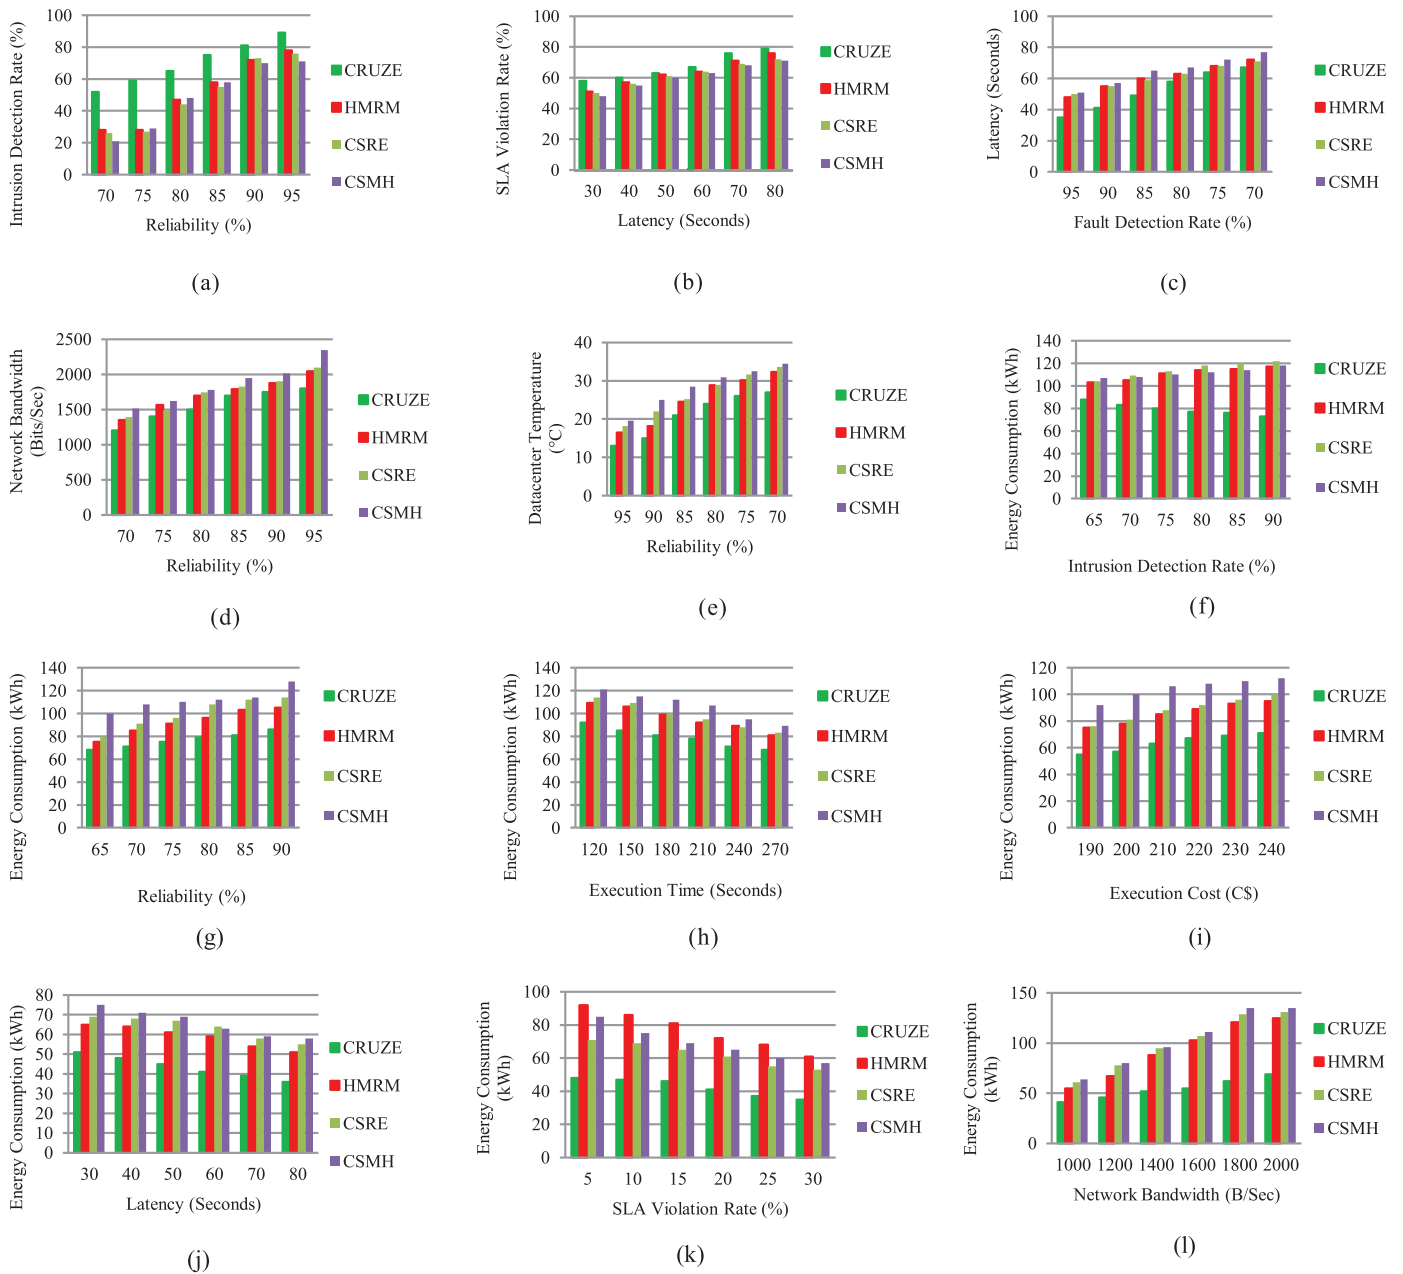 Intrusion Detection Rate (%)
100
80
60
40
20
0
70 75 80 85 90 95
Reliability (%)
CRUZE
HMRM
CSRE
CSMH
(a)
SLA Violation Rate (%)
100
80
60
40
20
0
30 40 50 60 70 80
Latency (Seconds)
CRUZE
HMRM
CSRE
CSMH
(b)
Latency (Seconds)
100
80
60
40
20
0
95 90 85 80 75 70
Fault Detection Rate (%)
CRUZE
HMRM
CSRE
CSMH
(c)
Network Bandwidth
(Bits/Sec)
2500
2000
1500
1000
500
0
70 75 80 85 90 95
Reliability (%)
CRUZE
HMRM
CSRE
CSMH
(d)
Datacenter Temperature
(°C)
40
30
20
10
0
95 90 85 80 75 70
Reliability (%)
CRUZE
HMRM
CSRE
CSMH
(e)
Energy Consumption (kWh)
140
120
100
80
60
40
20
0
65 70 75 80 85 90
Intrusion Detection Rate (%)
CRUZE
HMRM
CSRE
CSMH
(f)
Energy Consumption (kWh)
140
120
100
80
60
40
20
0
65 70 75 80 85 90
Reliability (%)
CRUZE
HMRM
CSRE
CSMH
(g)
Energy Consumption (kWh)
140
120
100
80
60
40
20
0
120 150 180 210 240 270
Execution Time (Seconds)
CRUZE
HMRM
CSRE
CSMH
(h)
Energy Consumption (kWh)
120
100
80
60
40
20
0
190 200 210 220 230 240
Execution Cost (C$)
CRUZE
HMRM
CSRE
CSMH
(i)
Energy Consumption (kWh)
80
70
60
50
40
30
20
10
0
30 40 50 60 70 80
Latency (Seconds)
CRUZE
HMRM
CSRE
CSMH
(j)
Energy Consumption
(kWh)
100
80
60
40
20
0
5 10 15 20 25 30
SLA Violation Rate (%)
CRUZE
HMRM
CSRE
CSMH
(k)
Energy Consumption
(kWh)
150
100
50
0
1000 1200 1400 1600 1800 2000
Network Bandwidth (B/Sec)
CRUZE
HMRM
CSRE
CSMH
(l)